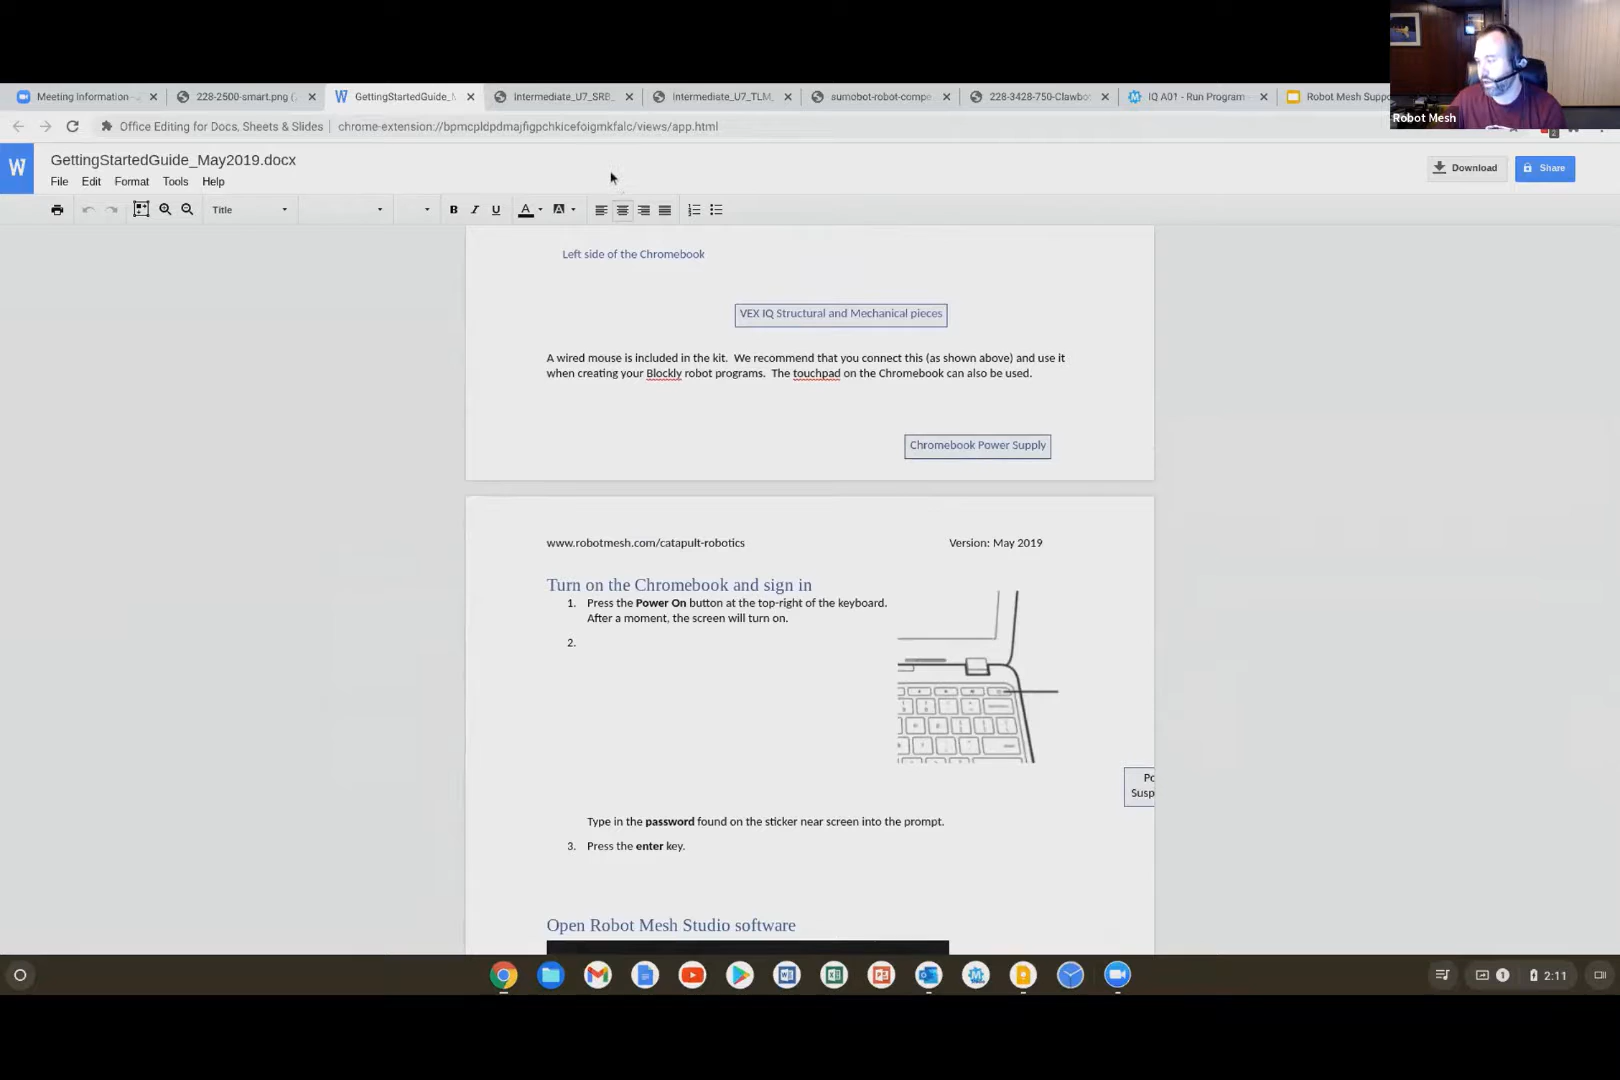 Meeting Information
228-2500-smart.png (
GettingStartedGuide_
Intermediate_U7_SRB_
Intermediate_U7_TLM_
sumobot-robot-compe
228-3428-750-Clawbo
IQ A01 - Run Program
Robot Mesh Suppo
Robot Mesh
Office Editing for Docs, Sheets & Slides
chrome-extension://bpmcpldpdmajfigpchkicefoigmkfalc/views/app.html
2
W
GettingStartedGuide_May2019.docx
File Edit Format Tools Help
Download
Share
Title
B I U A A
Left side of the Chromebook
VEX IQ Structural and Mechanical pieces
A wired mouse is included in the kit. We recommend that you connect this (as shown above) and use it
when creating your Blockly robot programs. The touchpad on the Chromebook can also be used.
Chromebook Power Supply
www.robotmesh.com/catapult-robotics
Version: May 2019
Turn on the Chromebook and sign in
1. Press the Power On button at the top-right of the keyboard.
After a moment, the screen will turn on.
2.
Po
Susp
Type in the password found on the sticker near screen into the prompt.
3. Press the enter key.
Open Robot Mesh Studio software
1
2:11